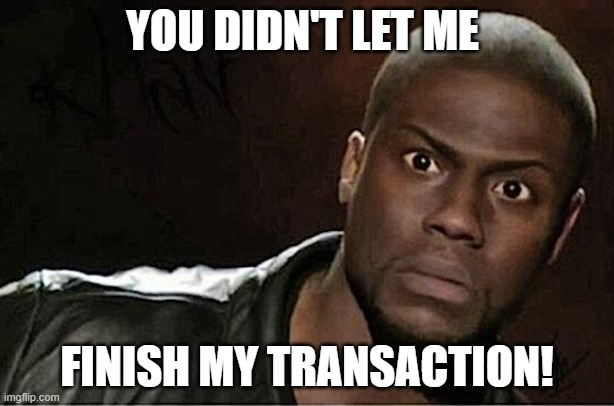 YOU DIDN'T LET ME
FINISH MY TRANSACTION!
imgflip.com